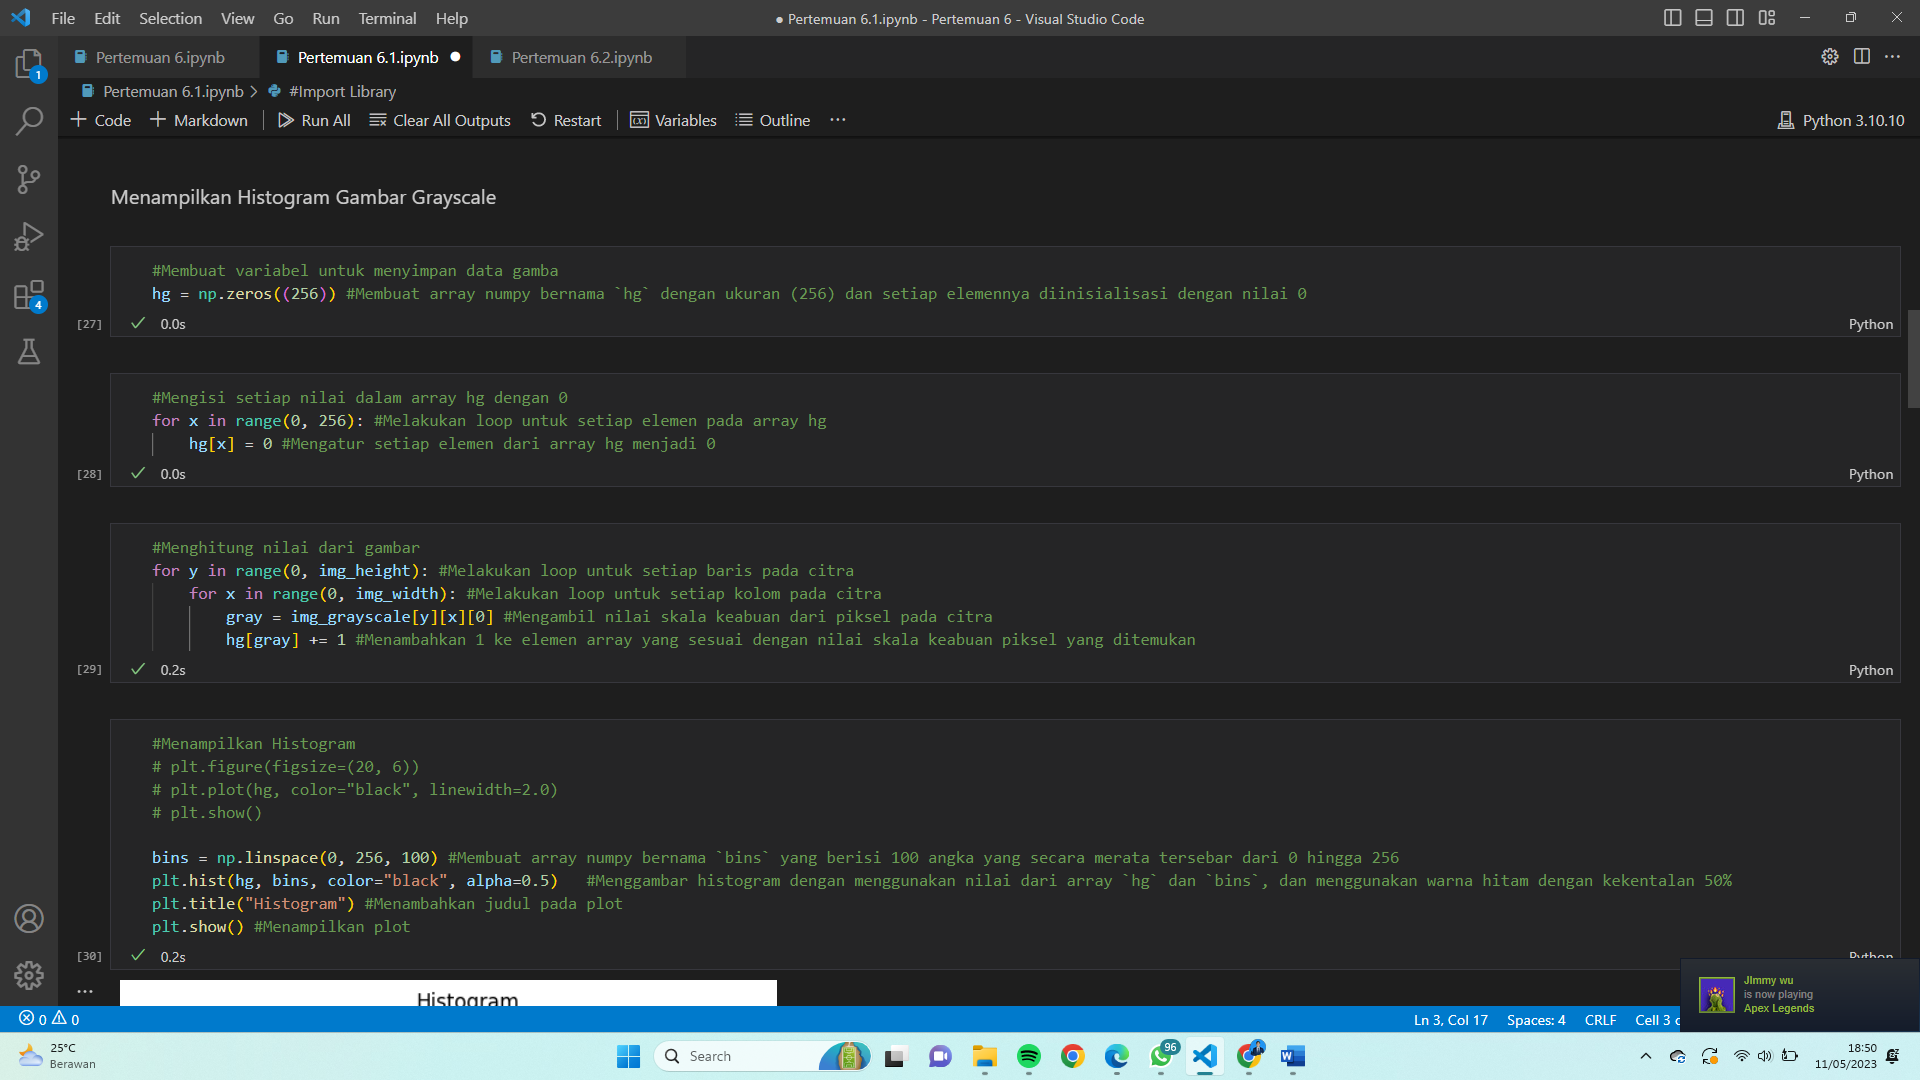 File Edit Selection View Go Run Terminal Help
● Pertemuan 6.1.ipynb - Pertemuan 6 - Visual Studio Code
Pertemuan 6.ipynb
Pertemuan 6.1.ipynb ●
Pertemuan 6.2.ipynb
Pertemuan 6.1.ipynb > #Import Library
+ Code + Markdown | Run All Clear All Outputs Restart | Variables Outline ···
Python 3.10.10
1
4
Menampilkan Histogram Gambar Grayscale
#Membuat variabel untuk menyimpan data gamba
hg = np.zeros((256)) #Membuat array numpy bernama `hg` dengan ukuran (256) dan setiap elemennya diinisialisasi dengan nilai 0
[27] ✓ 0.0s Python
#Mengisi setiap nilai dalam array hg dengan 0
for x in range(0, 256): #Melakukan loop untuk setiap elemen pada array hg
    hg[x] = 0 #Mengatur setiap elemen dari array hg menjadi 0
[28] ✓ 0.0s Python
#Menghitung nilai dari gambar
for y in range(0, img_height): #Melakukan loop untuk setiap baris pada citra
    for x in range(0, img_width): #Melakukan loop untuk setiap kolom pada citra
        gray = img_grayscale[y][x][0] #Mengambil nilai skala keabuan dari piksel pada citra
        hg[gray] += 1 #Menambahkan 1 ke elemen array yang sesuai dengan nilai skala keabuan piksel yang ditemukan
[29] ✓ 0.2s Python
#Menampilkan Histogram
# plt.figure(figsize=(20, 6))
# plt.plot(hg, color="black", linewidth=2.0)
# plt.show()
bins = np.linspace(0, 256, 100) #Membuat array numpy bernama `bins` yang berisi 100 angka yang secara merata tersebar dari 0 hingga 256
plt.hist(hg, bins, color="black", alpha=0.5)   #Menggambar histogram dengan menggunakan nilai dari array `hg` dan `bins`, dan menggunakan warna hitam dengan kekentalan 50%
plt.title("Histogram") #Menambahkan judul pada plot
plt.show() #Menampilkan plot
[30] ✓ 0.2s Python
··· Histogram
JImmy wu
is now playing
Apex Legends
0 0 Ln 3, Col 17 Spaces: 4 CRLF Cell 3
25°C
Berawan
Search
96
18:50
11/05/2023